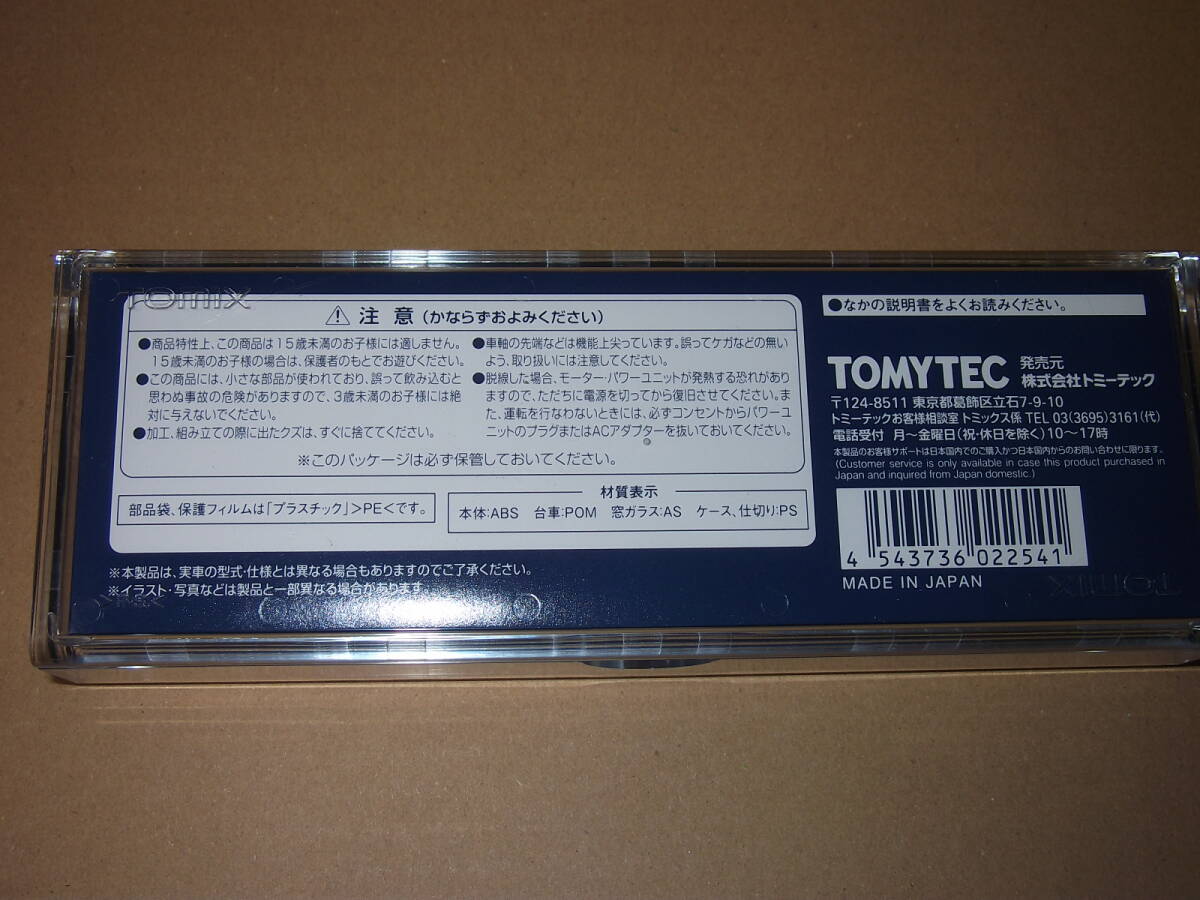 TOMIX
⚠ 注 意 (かならずおよみください)
●商品特性上、この商品は15歳未満のお子様には適しません。
15歳未満のお子様の場合は、保護者のもとでお遊びください。
●この商品には、小さな部品が使われており、誤って飲み込むと
思わぬ事故の危険がありますので、3歳未満のお子様には絶
対に与えないでください。
●加工、組み立ての際に出たクズは、すぐに捨ててください。
●車軸の先端などは機能上尖っています。誤ってケガなどの無い
よう、取り扱いには注意してください。
●脱線した場合、モーター・パワーユニットが発熱する恐れがあり
ますので、ただちに電源を切ってから復旧させてください。ま
た、運転を行なわないときには、必ずコンセントからパワーユ
ニットのプラグまたはACアダプターを抜いておいてください。
※このパッケージは必ず保管しておいてください。
部品袋、保護フィルムは「プラスチック」>PE<です。
材質表示
本体:ABS 台車:POM 窓ガラス:AS ケース、仕切り:PS
※本製品は、実車の型式・仕様とは異なる場合もありますのでご了承ください。
※イラスト・写真などは製品と一部異なる場合があります
●なかの説明書をよくお読みください。
TOMYTEC 発売元
株式会社トミーテック
〒124-8511 東京都葛飾区立石7-9-10
トミーテックお客様相談室 トミックス係 TEL 03(3695)3161(代)
電話受付 月~金曜日(祝・休日を除く)10~17時
本製品のお客様サポートは日本国内でのご購入かつ日本国内からのお問い合わせに限ります。
(Customer service is only available in case this product purchased in
Japan and inquired from Japan domestic.)
4 543736 022541
MADE IN JAPAN
TOMIX